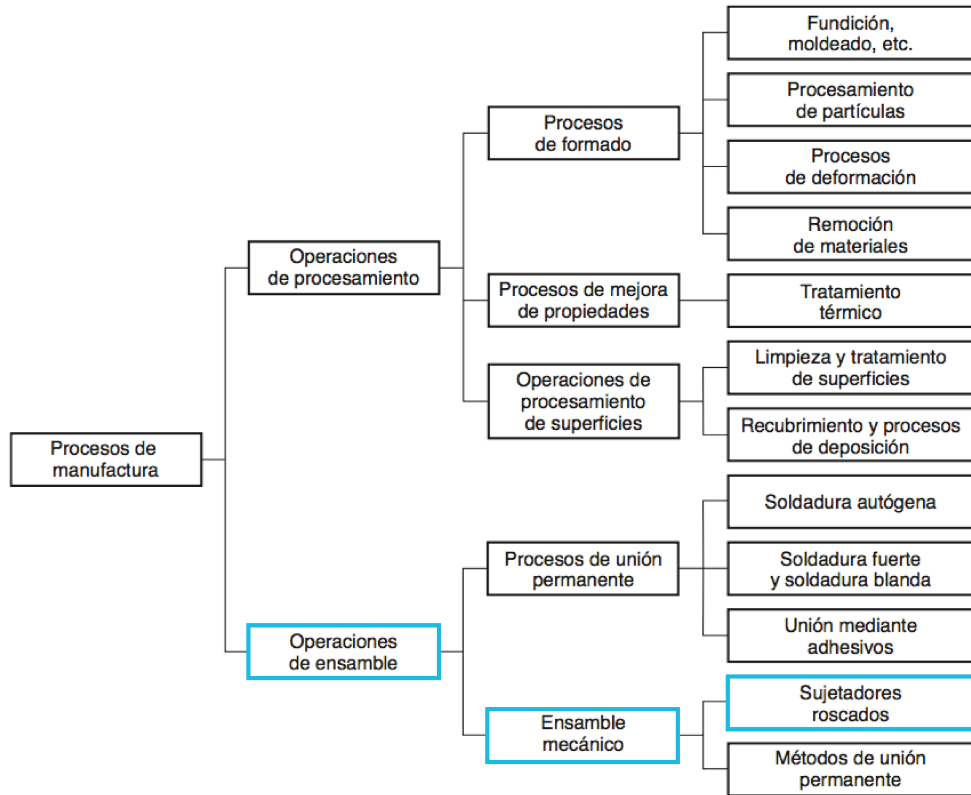 Fundición,
moldeado, etc.
Procesamiento
de partículas
Procesos
de formado
Procesos
de deformación
Remoción
de materiales
Operaciones
de procesamiento
Procesos de mejora
de propiedades
Tratamiento
térmico
Limpieza y tratamiento
de superficies
Operaciones de
procesamiento
de superficies
Recubrimiento y procesos
de deposición
Procesos de
manufactura
Soldadura autógena
Procesos de unión
permanente
Soldadura fuerte
y soldadura blanda
Unión mediante
adhesivos
Operaciones
de ensamble
Sujetadores
roscados
Ensamble
mecánico
Métodos de unión
permanente